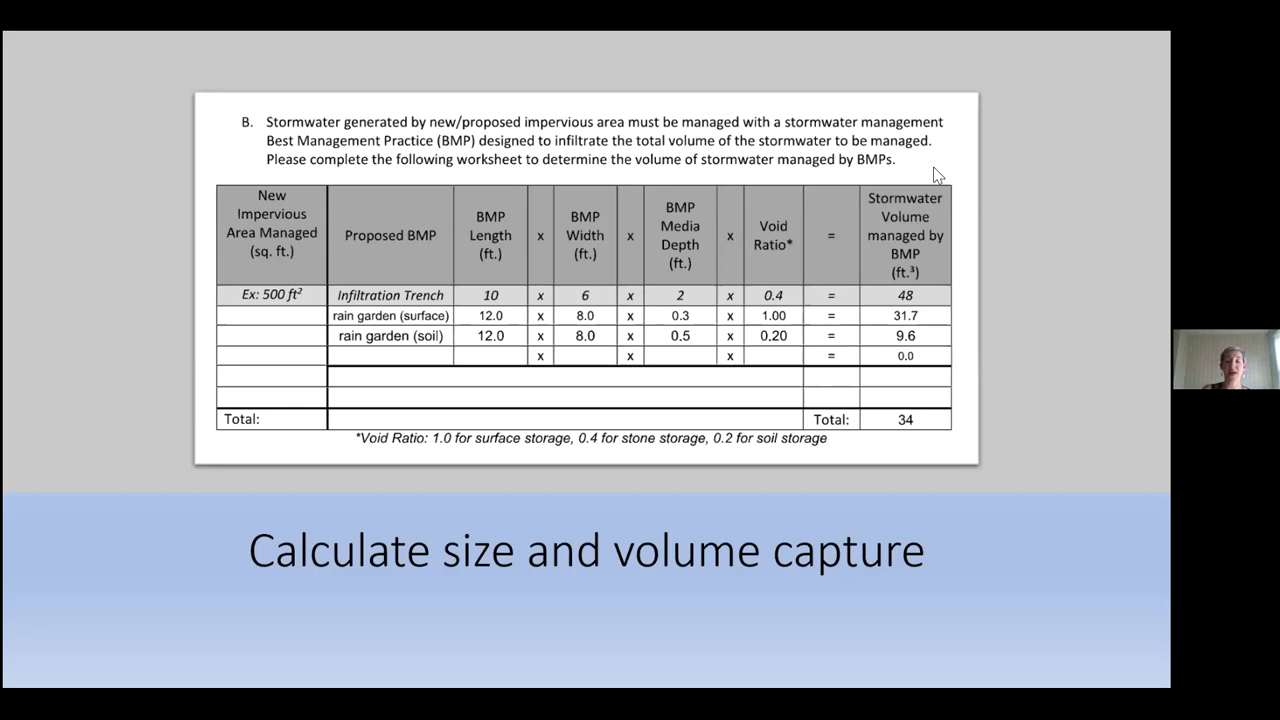 B. Stormwater generated by new/proposed impervious area must be managed with a stormwater management
Best Management Practice (BMP) designed to infiltrate the total volume of the stormwater to be managed.
Please complete the following worksheet to determine the volume of stormwater managed by BMPs.
New Impervious Area Managed (sq. ft.) Proposed BMP BMP Length (ft.) x BMP Width (ft.) x BMP Media Depth (ft.) x Void Ratio* = Stormwater Volume managed by BMP (ft.³)
Ex: 500 ft² Infiltration Trench 10 x 6 x 2 x 0.4 = 48
rain garden (surface) 12.0 x 8.0 x 0.3 x 1.00 = 31.7
rain garden (soil) 12.0 x 8.0 x 0.5 x 0.20 = 9.6
x x x = 0.0
Total: Total: 34
*Void Ratio: 1.0 for surface storage, 0.4 for stone storage, 0.2 for soil storage
Calculate size and volume capture